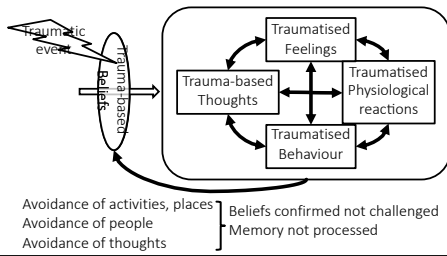 Traumatic
event
Trauma-based
Beliefs
Traumatised
Feelings
Trauma-based
Thoughts
Traumatised
Physiological
reactions
Traumatised
Behaviour
Avoidance of activities, places
Avoidance of people
Avoidance of thoughts
Beliefs confirmed not challenged
Memory not processed